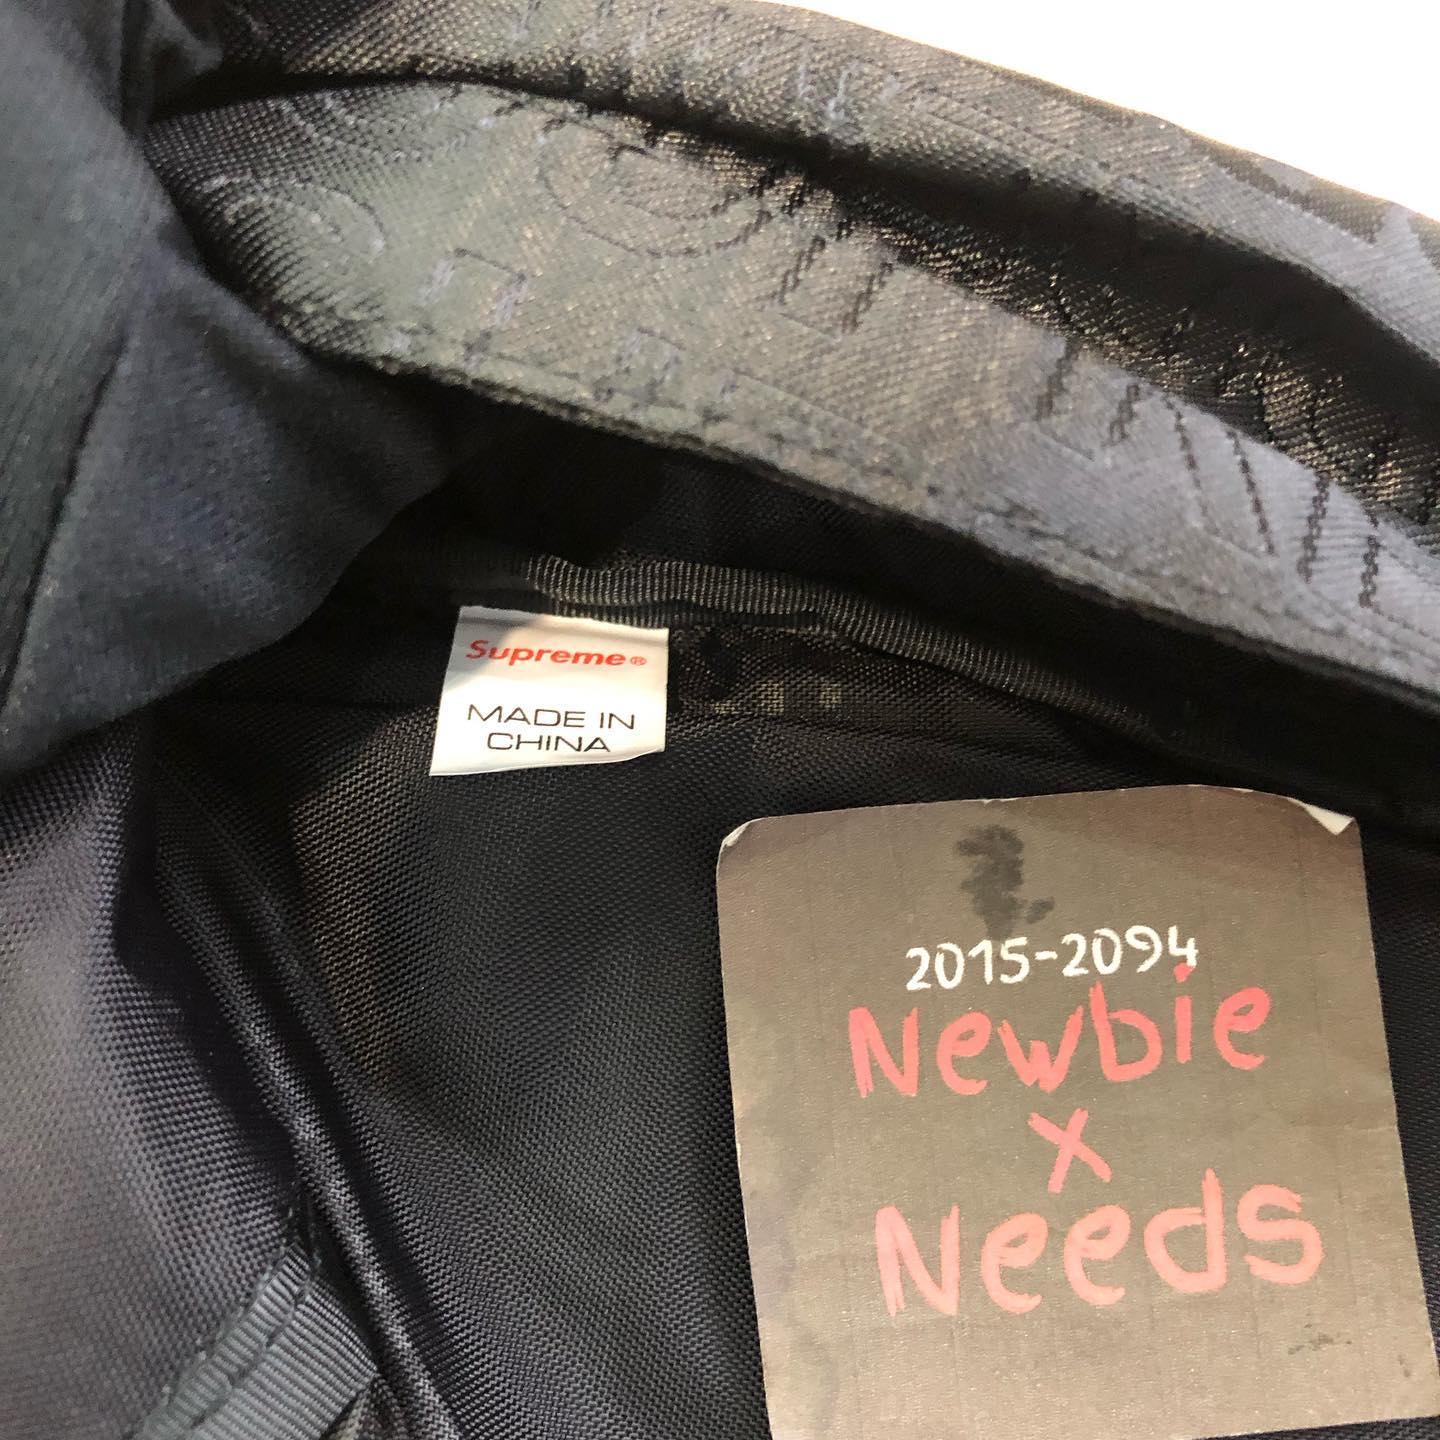 Supreme®
MADE IN
CHINA
2015-2094
Newbie
x
Needs